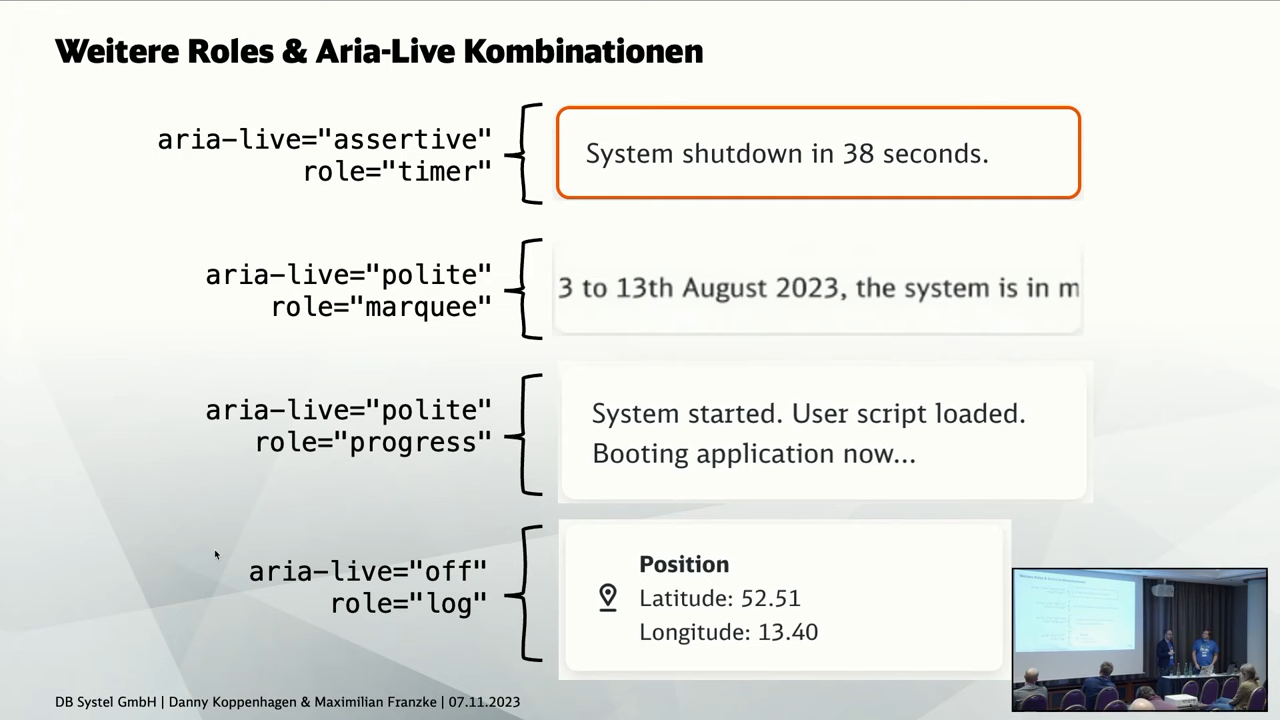 Weitere Roles & Aria-Live Kombinationen
aria-live="assertive"
role="timer"
System shutdown in 38 seconds.
aria-live="polite"
role="marquee"
3 to 13th August 2023, the system is in m
aria-live="polite"
role="progress"
System started. User script loaded.
Booting application now...
aria-live="off"
role="log"
Position
Latitude: 52.51
Longitude: 13.40
DB Systel GmbH | Danny Koppenhagen & Maximilian Franzke | 07.11.2023